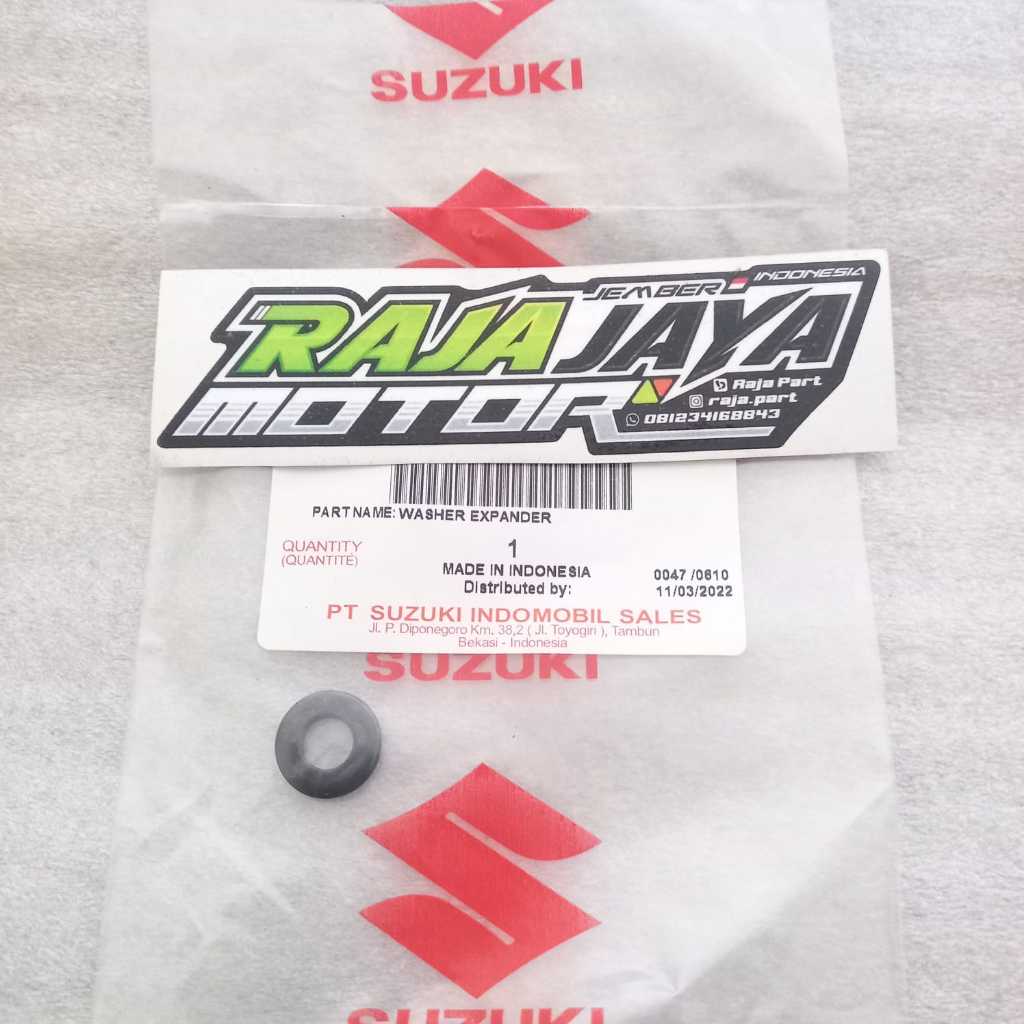 SUZUKI
JEMBER INDONESIA
RAJA JAYA
MOTOR
Raja Part
raja.part
081234168843
PART NAME: WASHER EXPANDER
QUANTITY 1
(QUANTITÉ)
MADE IN INDONESIA 0047 /0610
Distributed by: 11/03/2022
PT SUZUKI INDOMOBIL SALES
Jl. P. Diponegoro Km. 38,2 ( Jl. Toyogiri ), Tambun
Bekasi - Indonesia
SUZUKI
SUZUKI